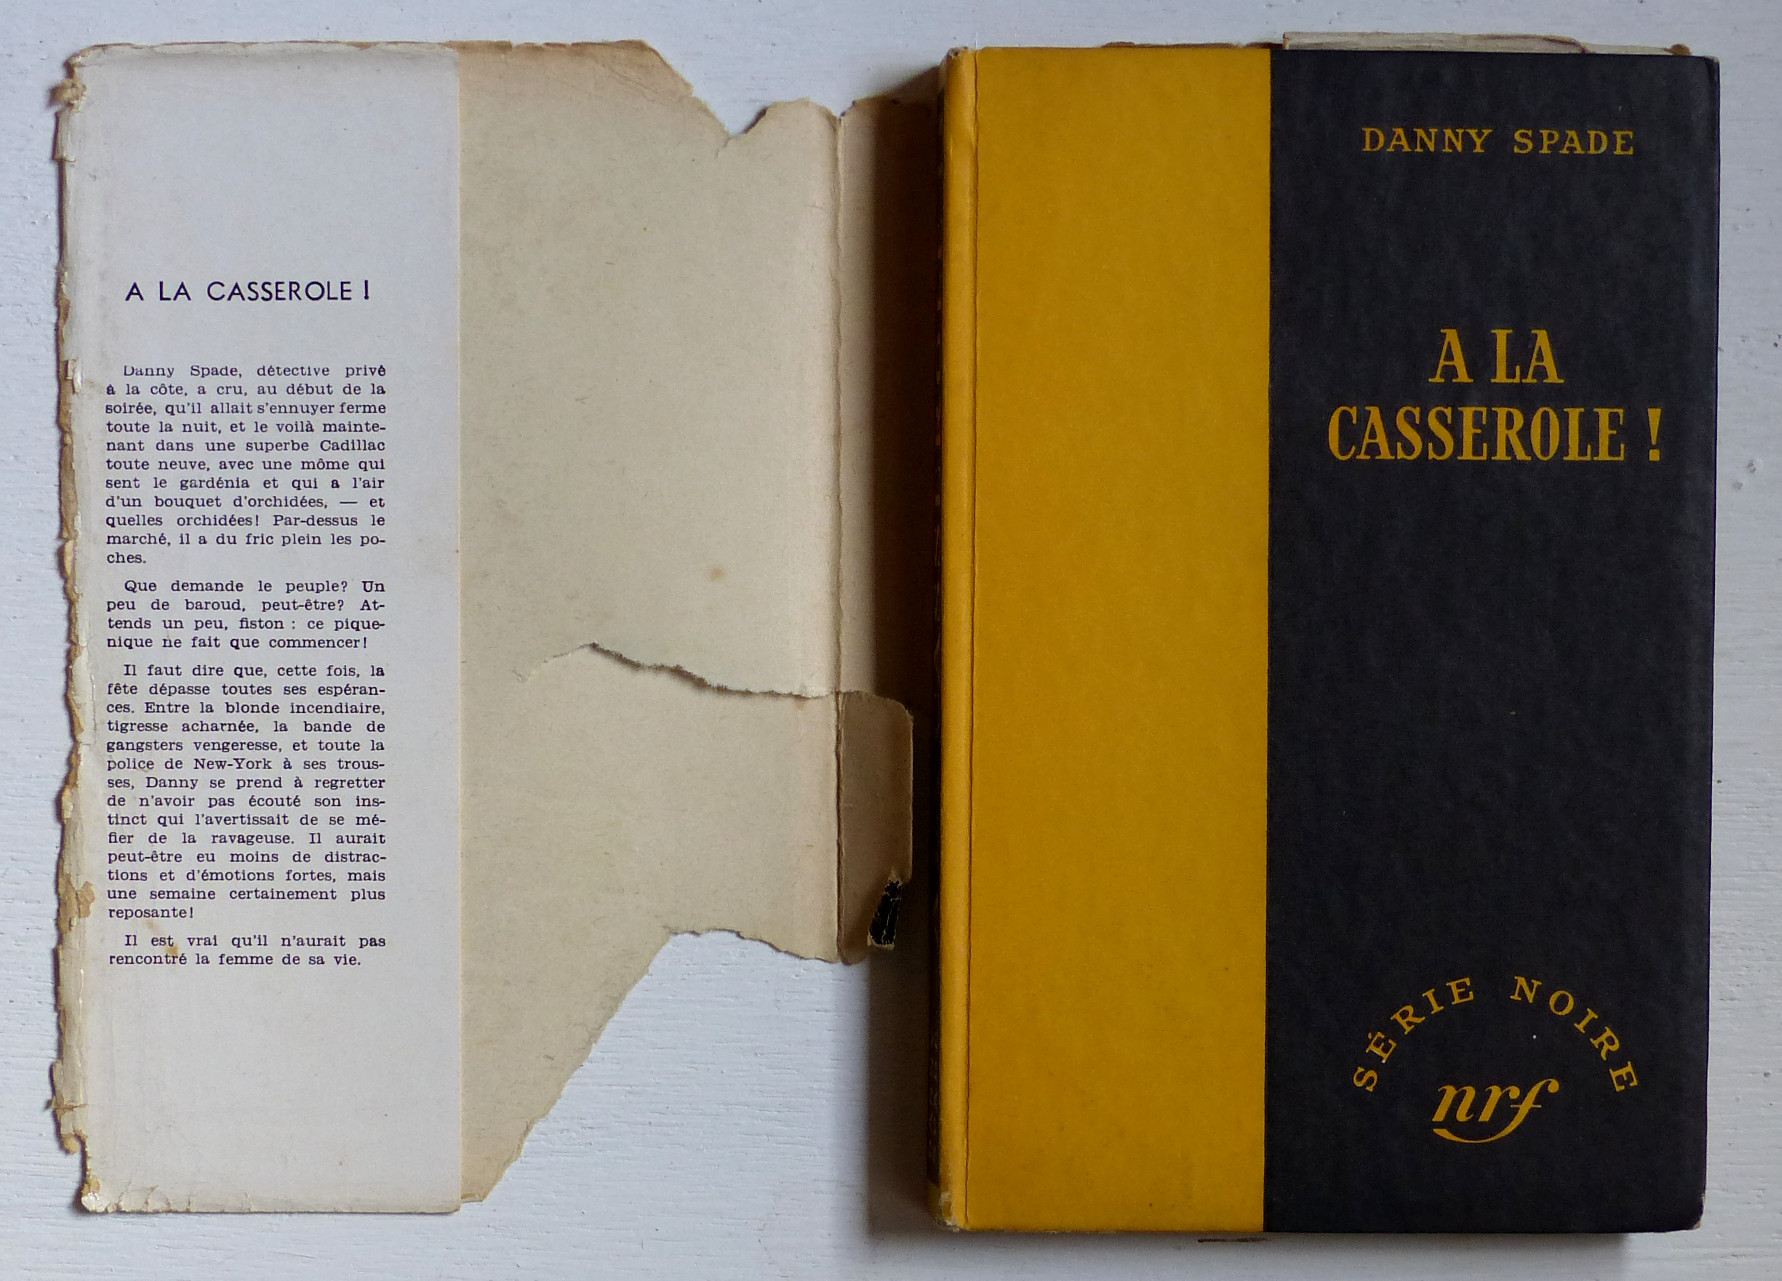 A LA CASSEROLE !
Danny Spade, détective privé
à la côte, a cru, au début de la
soirée, qu'il allait s'ennuyer ferme
toute la nuit, et le voilà mainte-
nant dans une superbe Cadillac
toute neuve, avec une môme qui
sent le gardénia et qui a l'air
d'un bouquet d'orchidées, — et
quelles orchidées! Par-dessus le
marché, il a du fric plein les po-
ches.
Que demande le peuple? Un
peu de baroud, peut-être? At-
tends un peu, fiston : ce pique-
nique ne fait que commencer!
Il faut dire que, cette fois, la
fête dépasse toutes ses espéran-
ces. Entre la blonde incendiaire,
tigresse acharnée, la bande de
gangsters vengeresse, et toute la
police de New-York à ses trous-
ses, Danny se prend à regretter
de n'avoir pas écouté son ins-
tinct qui l'avertissait de se mé-
fier de la ravageuse. Il aurait
peut-être eu moins de distrac-
tions et d'émotions fortes, mais
une semaine certainement plus
reposante!
Il est vrai qu'il n'aurait pas
rencontré la femme de sa vie.
DANNY SPADE
A LA
CASSEROLE !
SÉRIE NOIRE
nrf